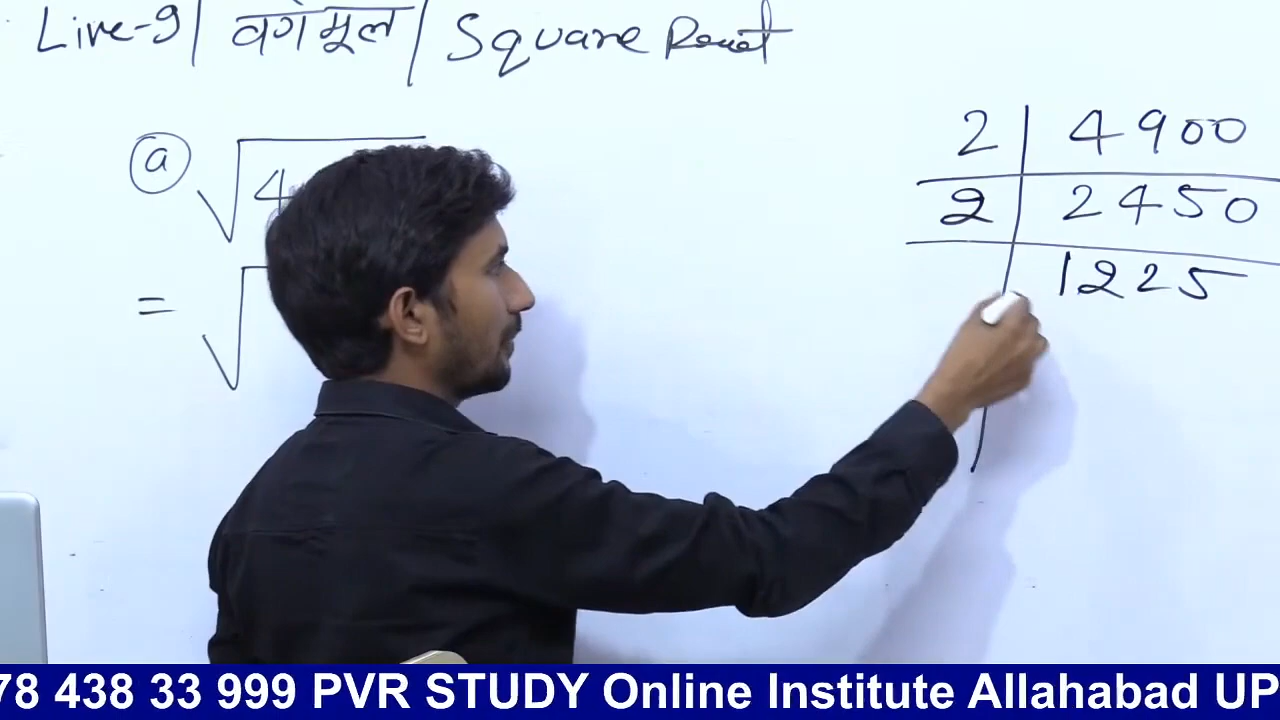 Live-9 | वर्गमूल | Square Rout
a √4
= √
2 | 4900
2 | 2450
1225
78 438 33 999 PVR STUDY Online Institute Allahabad UP